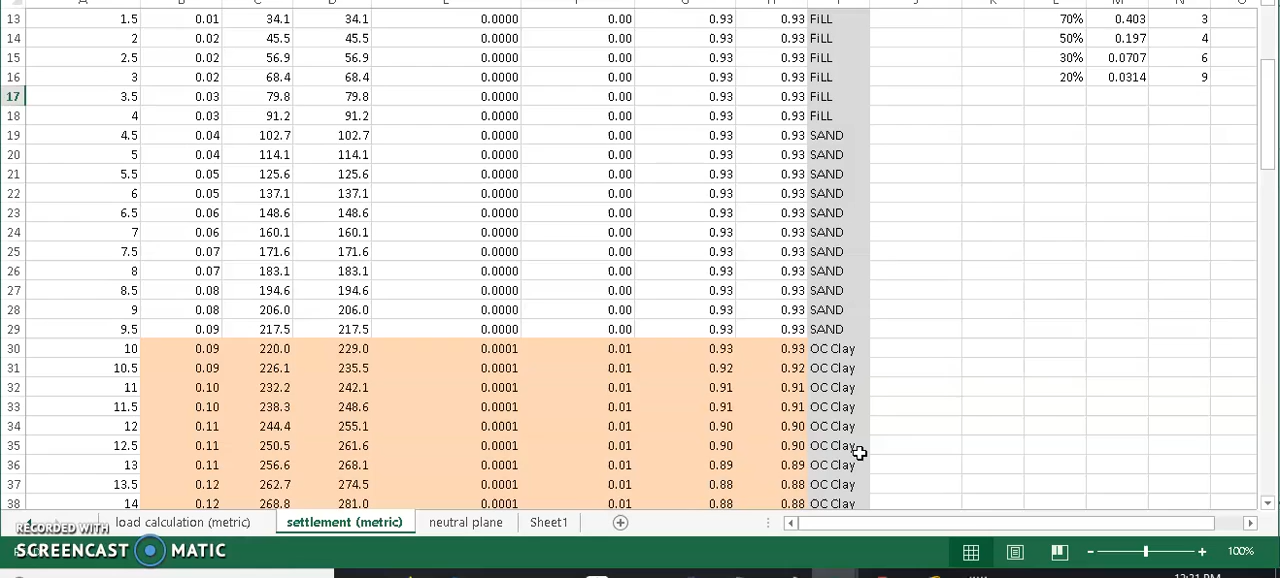 13 1.5 0.01 34.1 34.1 0.0000 0.00 0.93 0.93 FiLL 70% 0.403 3
14 2 0.02 45.5 45.5 0.0000 0.00 0.93 0.93 FiLL 50% 0.197 4
15 2.5 0.02 56.9 56.9 0.0000 0.00 0.93 0.93 FiLL 30% 0.0707 6
16 3 0.02 68.4 68.4 0.0000 0.00 0.93 0.93 FiLL 20% 0.0314 9
17 3.5 0.03 79.8 79.8 0.0000 0.00 0.93 0.93 FiLL
18 4 0.03 91.2 91.2 0.0000 0.00 0.93 0.93 FiLL
19 4.5 0.04 102.7 102.7 0.0000 0.00 0.93 0.93 SAND
20 5 0.04 114.1 114.1 0.0000 0.00 0.93 0.93 SAND
21 5.5 0.05 125.6 125.6 0.0000 0.00 0.93 0.93 SAND
22 6 0.05 137.1 137.1 0.0000 0.00 0.93 0.93 SAND
23 6.5 0.06 148.6 148.6 0.0000 0.00 0.93 0.93 SAND
24 7 0.06 160.1 160.1 0.0000 0.00 0.93 0.93 SAND
25 7.5 0.07 171.6 171.6 0.0000 0.00 0.93 0.93 SAND
26 8 0.07 183.1 183.1 0.0000 0.00 0.93 0.93 SAND
27 8.5 0.08 194.6 194.6 0.0000 0.00 0.93 0.93 SAND
28 9 0.08 206.0 206.0 0.0000 0.00 0.93 0.93 SAND
29 9.5 0.09 217.5 217.5 0.0000 0.00 0.93 0.93 SAND
30 10 0.09 220.0 229.0 0.0001 0.01 0.93 0.93 OC Clay
31 10.5 0.09 226.1 235.5 0.0001 0.01 0.92 0.92 OC Clay
32 11 0.10 232.2 242.1 0.0001 0.01 0.91 0.91 OC Clay
33 11.5 0.10 238.3 248.6 0.0001 0.01 0.91 0.91 OC Clay
34 12 0.11 244.4 255.1 0.0001 0.01 0.90 0.90 OC Clay
35 12.5 0.11 250.5 261.6 0.0001 0.01 0.90 0.90 OC Clay
36 13 0.11 256.6 268.1 0.0001 0.01 0.89 0.89 OC Clay
37 13.5 0.12 262.7 274.5 0.0001 0.01 0.88 0.88 OC Clay
38 14 0.12 268.8 281.0 0.0001 0.01 0.88 0.88 OC Clay
load calculation (metric) settlement (metric) neutral plane Sheet1
RECORDED WITH
SCREENCAST MATIC 100%